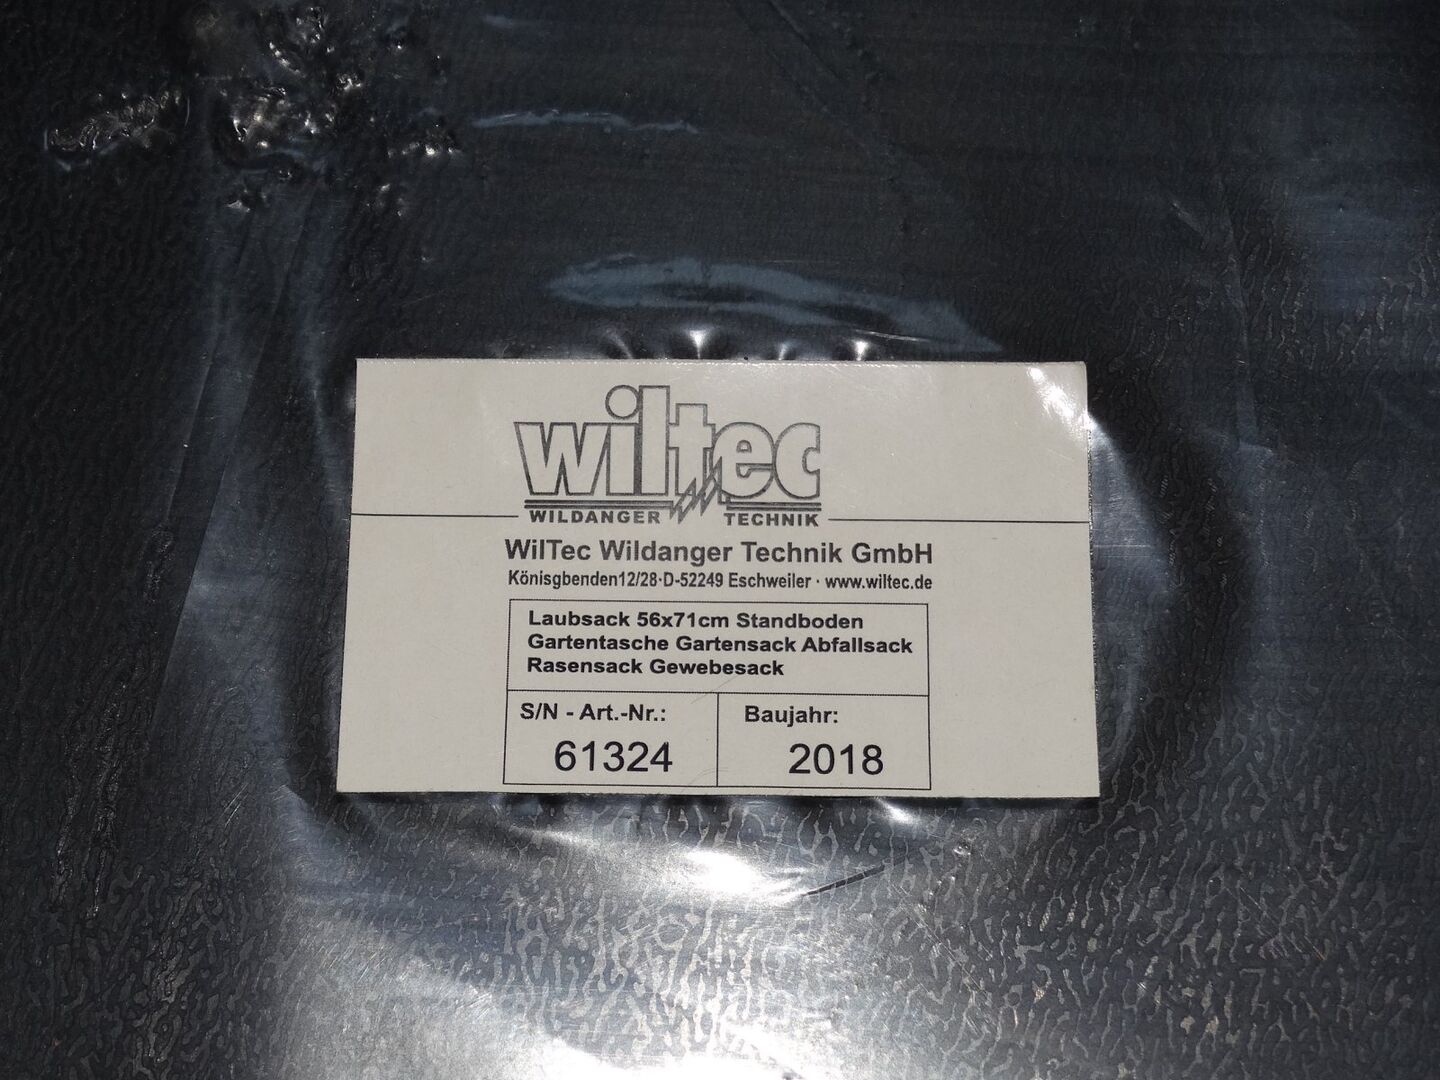 wiltec
WILDANGER TECHNIK
WilTec Wildanger Technik GmbH
Könisgbenden12/28·D-52249 Eschweiler · www.wiltec.de
Laubsack 56x71cm Standboden
Gartentasche Gartensack Abfallsack
Rasensack Gewebesack
S/N - Art.-Nr.: Baujahr:
61324 2018